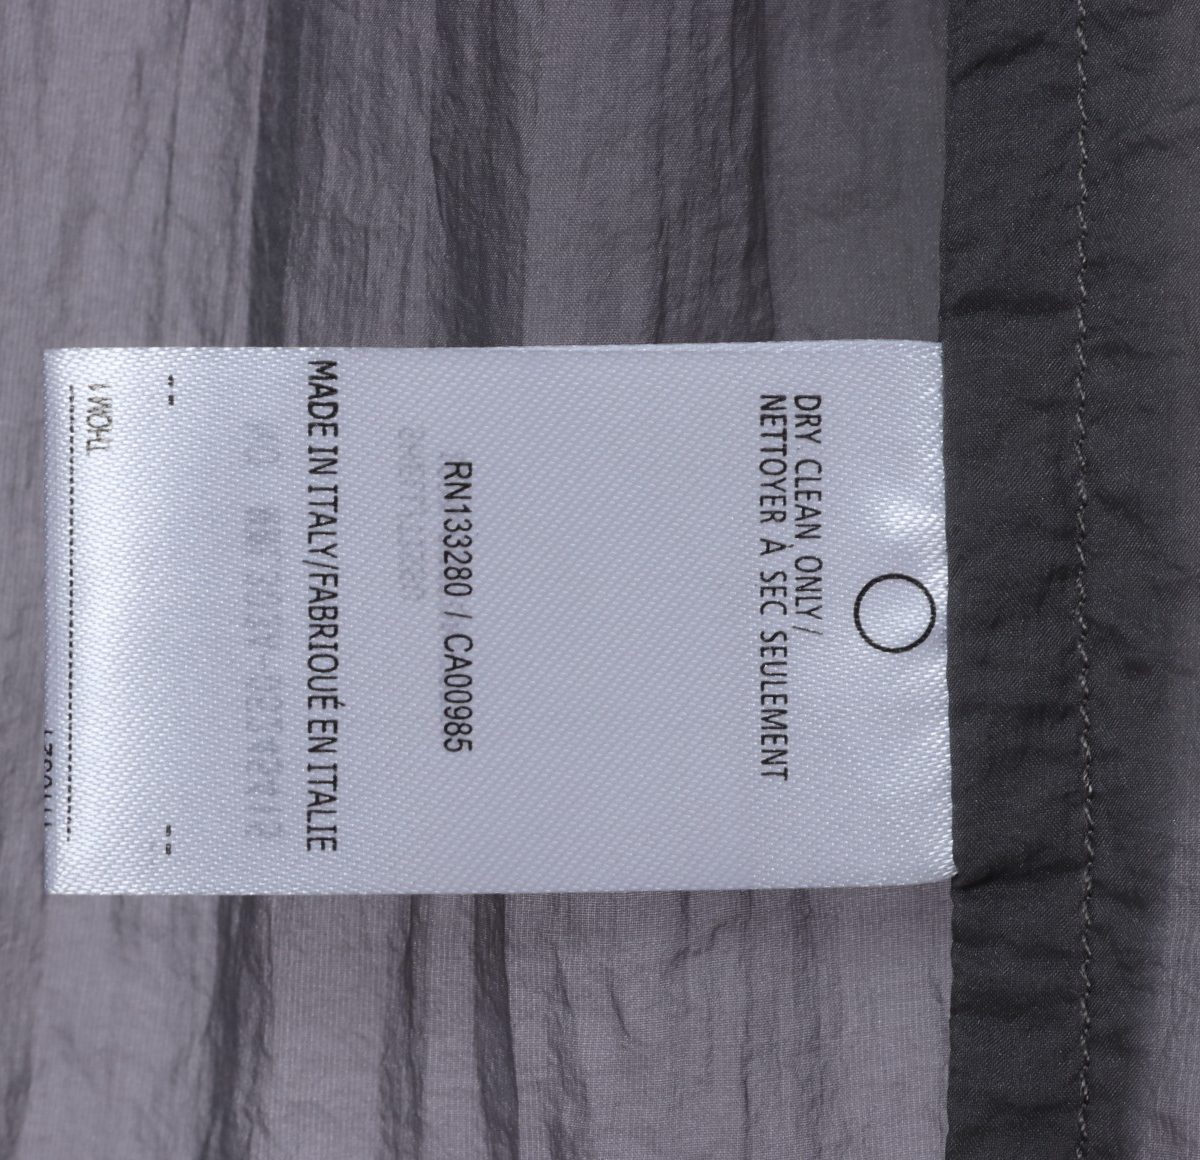 DRY CLEAN ONLY/
NETTOYER À SEC SEULEMENT
RN133280 / CA00985
MADE IN ITALY/FABRIQUÉ EN ITALIE